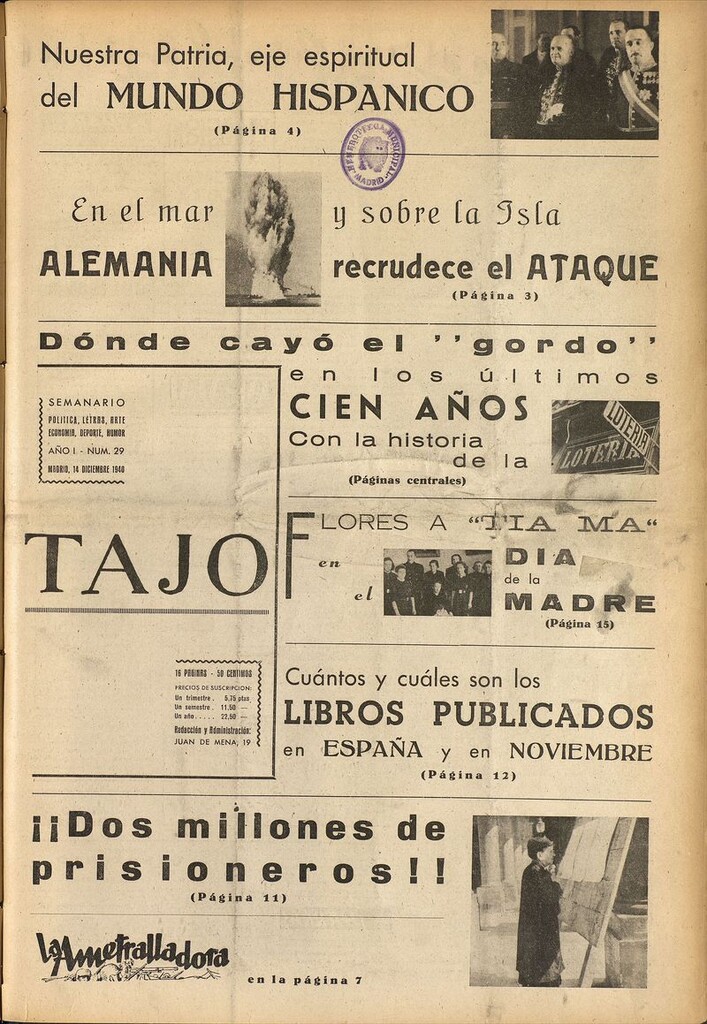 Nuestra Patria, eje espiritual
del MUNDO HISPANICO
(Página 4)
HEMEROTECA MUNICIPAL
MADRID
En el mar y sobre la Isla
ALEMANIA recrudece el ATAQUE
(Página 3)
Dónde cayó el "gordo"
en los últimos
CIEN AÑOS
Con la historia
de la
LOTERIA
LOTERIA
(Páginas centrales)
SEMANARIO
POLITICA, LETRAS, ARTE
ECONOMIA, DEPORTE, HUMOR
AÑO I - NUM. 29
MADRID, 14 DICIEMBRE 1940
TAJO
16 PAGINAS - 50 CENTIMOS
PRECIOS DE SUSCRIPCION:
Un trimestre . 5,75 ptas
Un semestre . 11,50 —
Un año ..... 22,50 —
Redacción y Administración:
JUAN DE MENA, 19
FLORES A "TIA MA"
en el DIA
de la
MADRE
(Página 15)
Cuántos y cuáles son los
LIBROS PUBLICADOS
en ESPAÑA y en NOVIEMBRE
(Página 12)
¡¡Dos millones de
prisioneros!!
(Página 11)
La Ametralladora
en la página 7